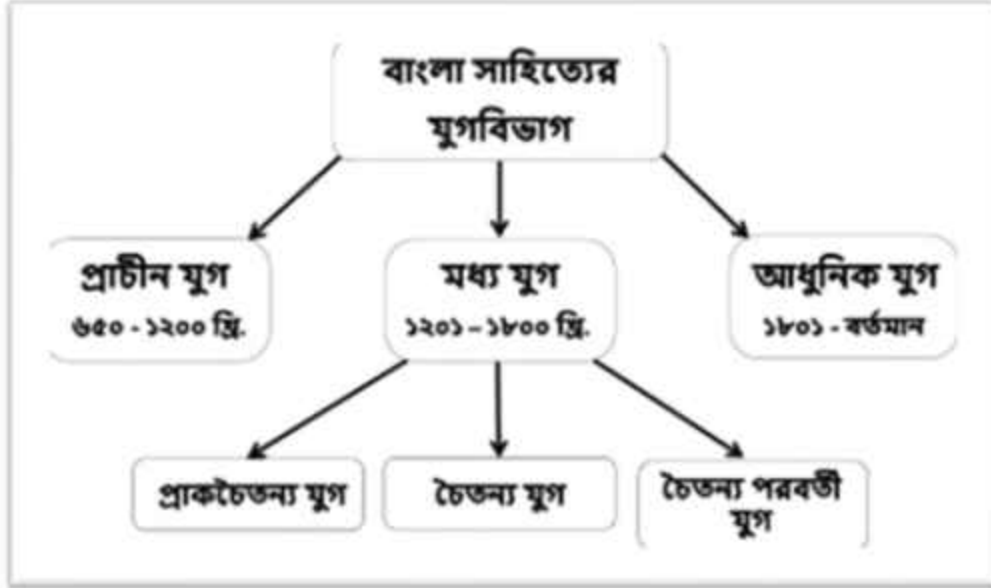 বাংলা সাহিত্যের
যুগবিভাগ
প্রাচীন যুগ
৬৫০ - ১২০০ খ্রি.
মধ্য যুগ
১২০১ – ১৮০০ খ্রি.
আধুনিক যুগ
১৮০১ - বর্তমান
প্রাকচৈতন্য যুগ
চৈতন্য যুগ
চৈতন্য পরবর্তী
যুগ